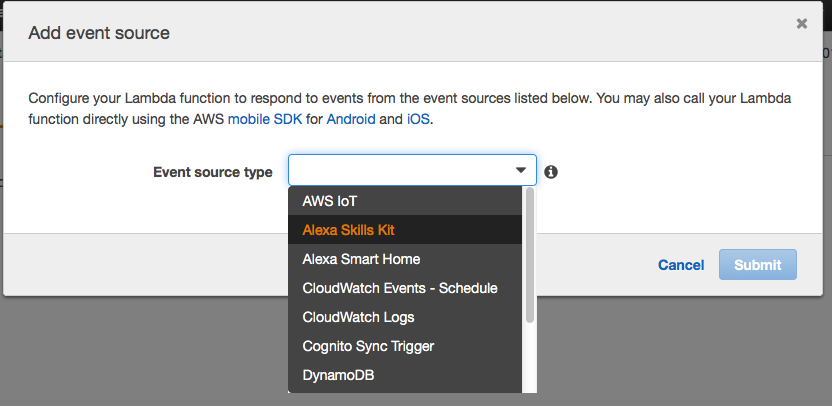 Add event source
Configure your Lambda function to respond to events from the event sources listed below. You may also call your Lambda
function directly using the AWS mobile SDK for Android and iOS.
Event source type
AWS IoT
Alexa Skills Kit
Alexa Smart Home
CloudWatch Events - Schedule
CloudWatch Logs
Cognito Sync Trigger
DynamoDB
Cancel
Submit